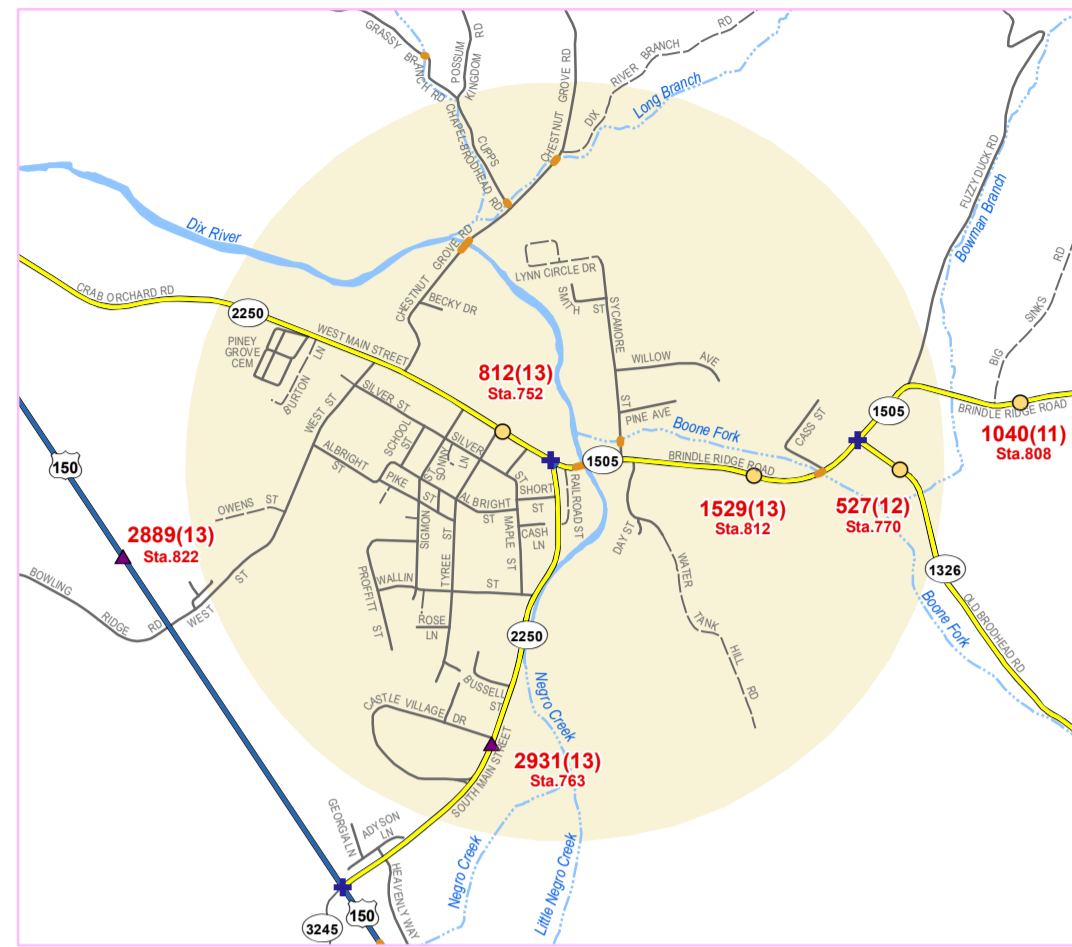 GRASSY BRANCH RD
POSSUM
KINGDOM RD
CHAPEL-BRODHEAD RD
CUPPS
CHESTNUT GROVE RD
DIX RIVER BRANCH RD
Long Branch
FUZZY DUCK RD
Bowman Branch
BIG SINKS RD
Dix River
CHESTNUT GROVE RD
LYNN CIRCLE DR
SMITH ST
SYCAMORE ST
CRAB ORCHARD RD
2250
BECKY DR
WEST MAIN STREET
PINEY
GROVE
CEM
BURTON LN
WEST ST
WILLOW AVE
812(13)
Sta.752
SILVER ST
PINE AVE
Boone Fork
CASS ST
1505
BRINDLE RIDGE ROAD
1040(11)
Sta.808
SCHOOL ST
SONNY LN
SILVER ST
ALBRIGHT ST
PIKE ST
ALBRIGHT ST
SHORT ST
1505
BRINDLE RIDGE ROAD
RAILROAD ST
1529(13)
Sta.812
527(12)
Sta.770
150
OWENS ST
2889(13)
Sta.822
SIGMON ST
TYREE ST
MAPLE ST
CASH LN
DAY ST
1326
BOWLING RIDGE RD
WEST ST
PROFFITT ST
WALLIN ST
ROSE LN
WATER TANK HILL RD
Boone Fork
OLD BRODHEAD RD
2250
BUSSELL ST
Negro Creek
CASTLE VILLAGE DR
SOUTH MAIN STREET
2931(13)
Sta.763
GEORGIA LN
ADYSON LN
HEAVENLY WAY
Negro Creek
Little Negro Creek
3245
150